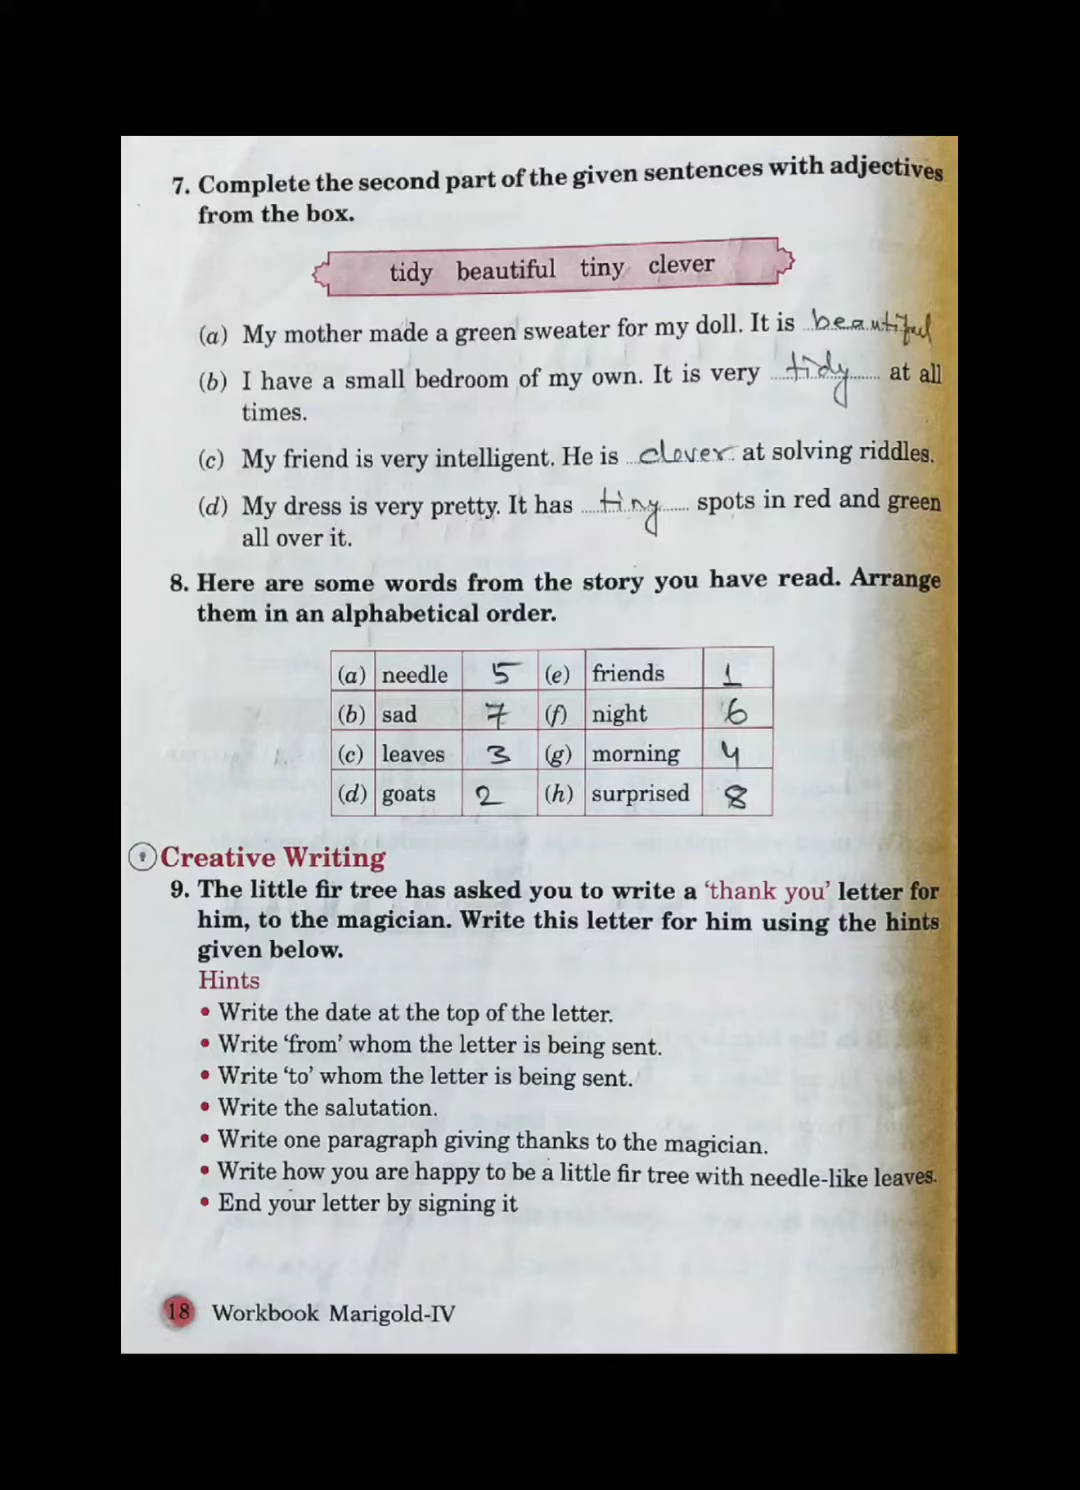 7. Complete the second part of the given sentences with adjectives
from the box.
tidy beautiful tiny clever
(a) My mother made a green sweater for my doll. It is beautiful
(b) I have a small bedroom of my own. It is very tidy at all
times.
(c) My friend is very intelligent. He is clever at solving riddles.
(d) My dress is very pretty. It has tiny spots in red and green
all over it.
8. Here are some words from the story you have read. Arrange
them in an alphabetical order.
(a) needle 5 (e) friends 1
(b) sad 7 (f) night 6
(c) leaves 3 (g) morning 4
(d) goats 2 (h) surprised 8
Creative Writing
9. The little fir tree has asked you to write a ‘thank you’ letter for
him, to the magician. Write this letter for him using the hints
given below.
Hints
• Write the date at the top of the letter.
• Write ‘from’ whom the letter is being sent.
• Write ‘to’ whom the letter is being sent.
• Write the salutation.
• Write one paragraph giving thanks to the magician.
• Write how you are happy to be a little fir tree with needle-like leaves.
• End your letter by signing it
18 Workbook Marigold-IV